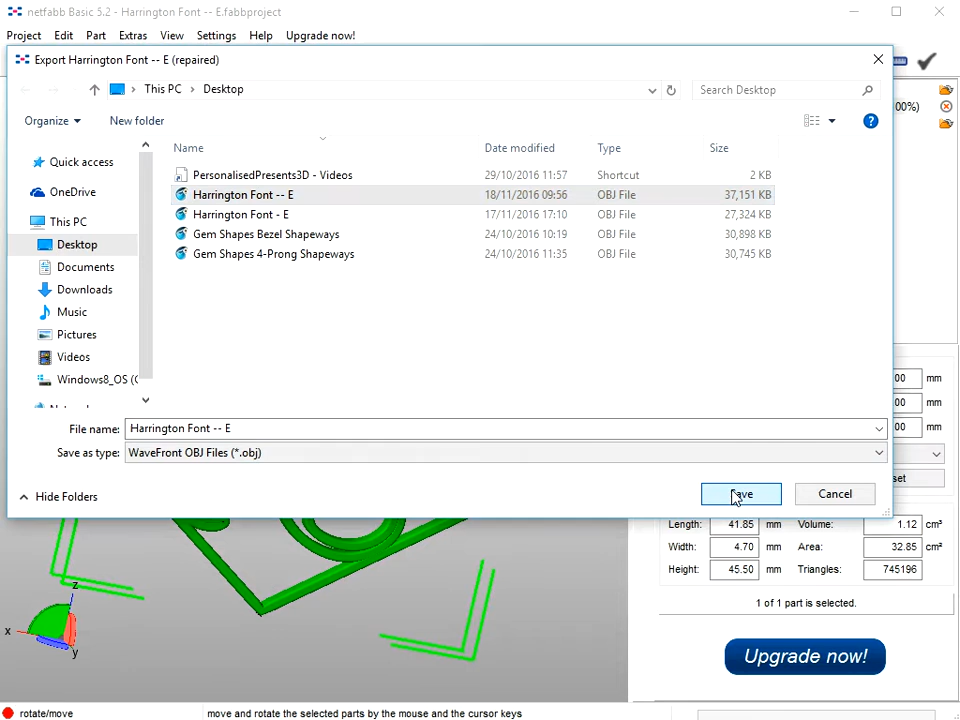 netfabb Basic 5.2 - Harrington Font -- E.fabbproject
Project Edit Part Extras View Settings Help Upgrade now!
Export Harrington Font -- E (repaired)
This PC Desktop
Search Desktop
00%)
Organize New folder
Name Date modified Type Size
Quick access
OneDrive
This PC
Desktop
Documents
Downloads
Music
Pictures
Videos
Windows8_OS (C
PersonalisedPresents3D - Videos 29/10/2016 11:57 Shortcut 2 KB
Harrington Font -- E 18/11/2016 09:56 OBJ File 37,151 KB
Harrington Font - E 17/11/2016 17:10 OBJ File 27,324 KB
Gem Shapes Bezel Shapeways 24/10/2016 10:19 OBJ File 30,898 KB
Gem Shapes 4-Prong Shapeways 24/10/2016 11:35 OBJ File 30,745 KB
00 mm
00 mm
00 mm
File name: Harrington Font -- E
Save as type: WaveFront OBJ Files (*.obj)
set
Hide Folders
Save Cancel
Length: 41.85 mm Volume: 1.12 cm³
Width: 4.70 mm Area: 32.85 cm²
Height: 45.50 mm Triangles: 745196
1 of 1 part is selected.
z
x
y
Upgrade now!
rotate/move move and rotate the selected parts by the mouse and the cursor keys